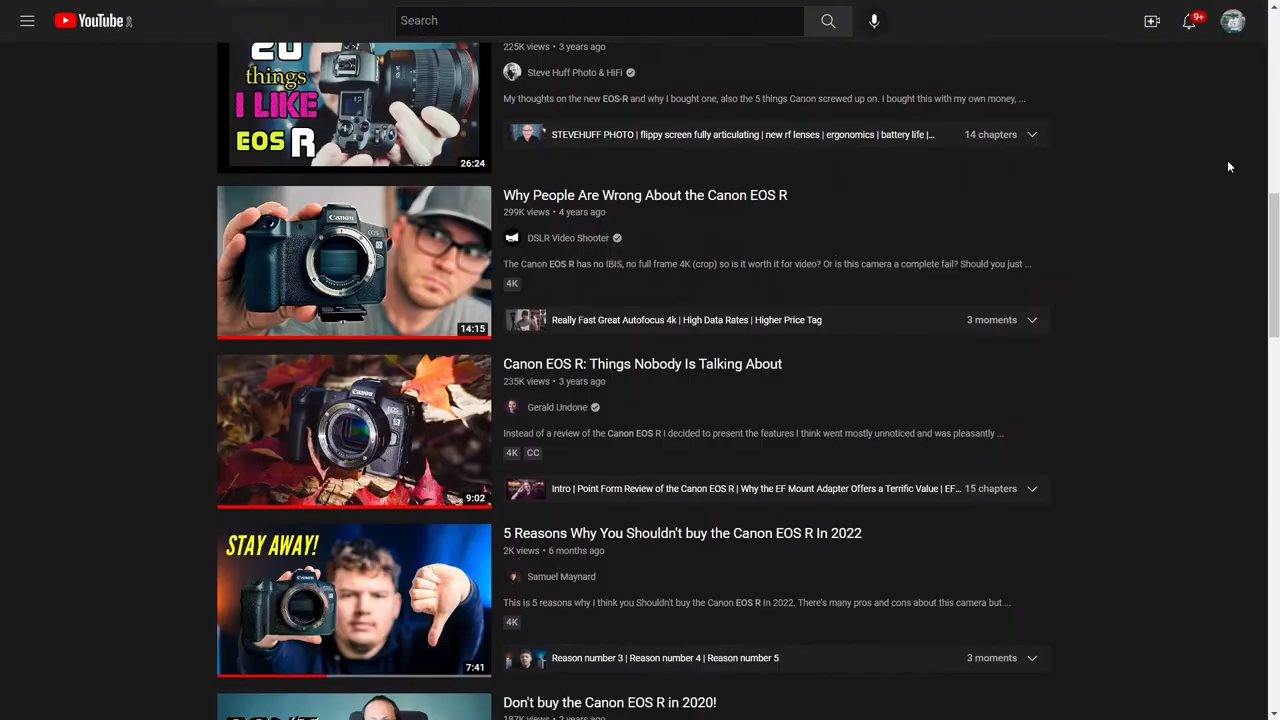 YouTube
Search
9+
20
things
I LIKE
EOS R
26:24
225K views • 3 years ago
Steve Huff Photo & HiFi
My thoughts on the new EOS-R and why I bought one, also the 5 things Canon screwed up on. I bought this with my own money, ...
STEVEHUFF PHOTO | flippy screen fully articulating | new rf lenses | ergonomics | battery life |...
14 chapters
Canon
EOS
R
14:15
Why People Are Wrong About the Canon EOS R
299K views • 4 years ago
DSLR Video Shooter
The Canon EOS R has no IBIS, no full frame 4K (crop) so is it worth it for video? Or is this camera a complete fail? Should you just ...
4K
Really Fast Great Autofocus 4k | High Data Rates | Higher Price Tag
3 moments
Canon
EOS
R
9:02
Canon EOS R: Things Nobody Is Talking About
235K views • 3 years ago
Gerald Undone
Instead of a review of the Canon EOS R I decided to present the features I think went mostly unnoticed and was pleasantly ...
4K CC
Intro | Point Form Review of the Canon EOS R | Why the EF Mount Adapter Offers a Terrific Value | EF...
15 chapters
STAY AWAY!
Canon
7:41
5 Reasons Why You Shouldn't buy the Canon EOS R In 2022
2K views • 6 months ago
Samuel Maynard
This is 5 reasons why I think you Shouldn't buy the Canon EOS R In 2022. There's many pros and cons about this camera but ...
4K
Reason number 3 | Reason number 4 | Reason number 5
3 moments
Don't buy the Canon EOS R in 2020!
187K views • 2 years ago